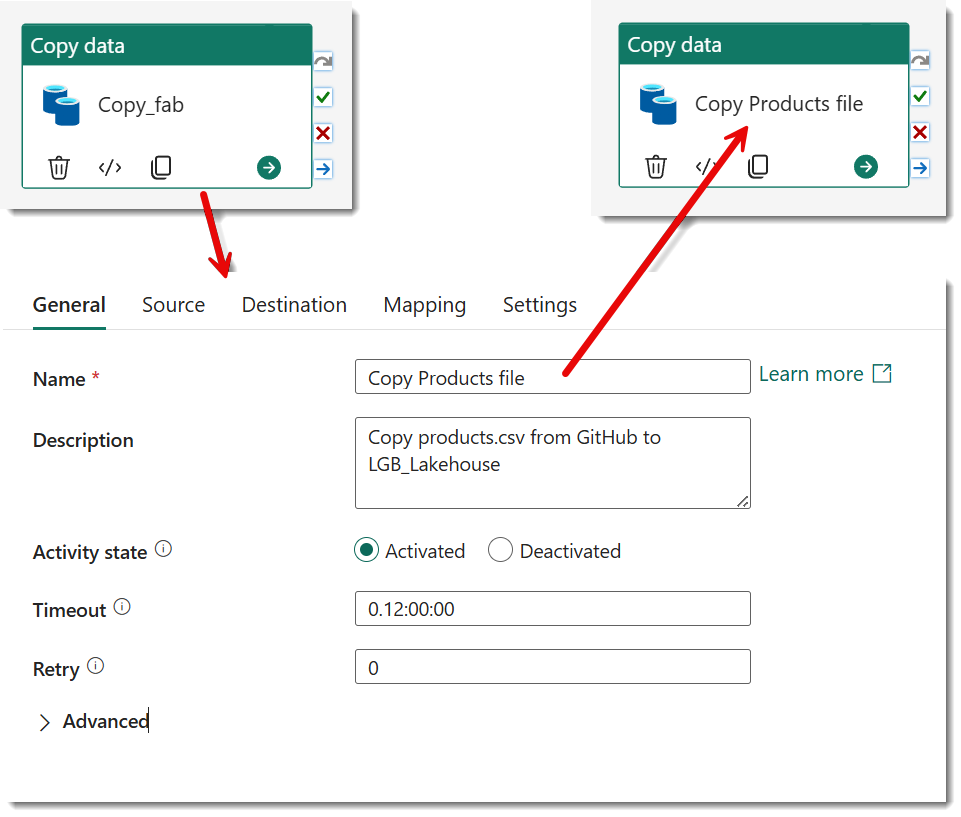 Copy data
Copy_fab
</>
Copy data
Copy Products file
</>
General Source Destination Mapping Settings
Name * Copy Products file Learn more
Description Copy products.csv from GitHub to
LGB_Lakehouse
Activity state Activated Deactivated
Timeout 0.12:00:00
Retry 0
Advanced